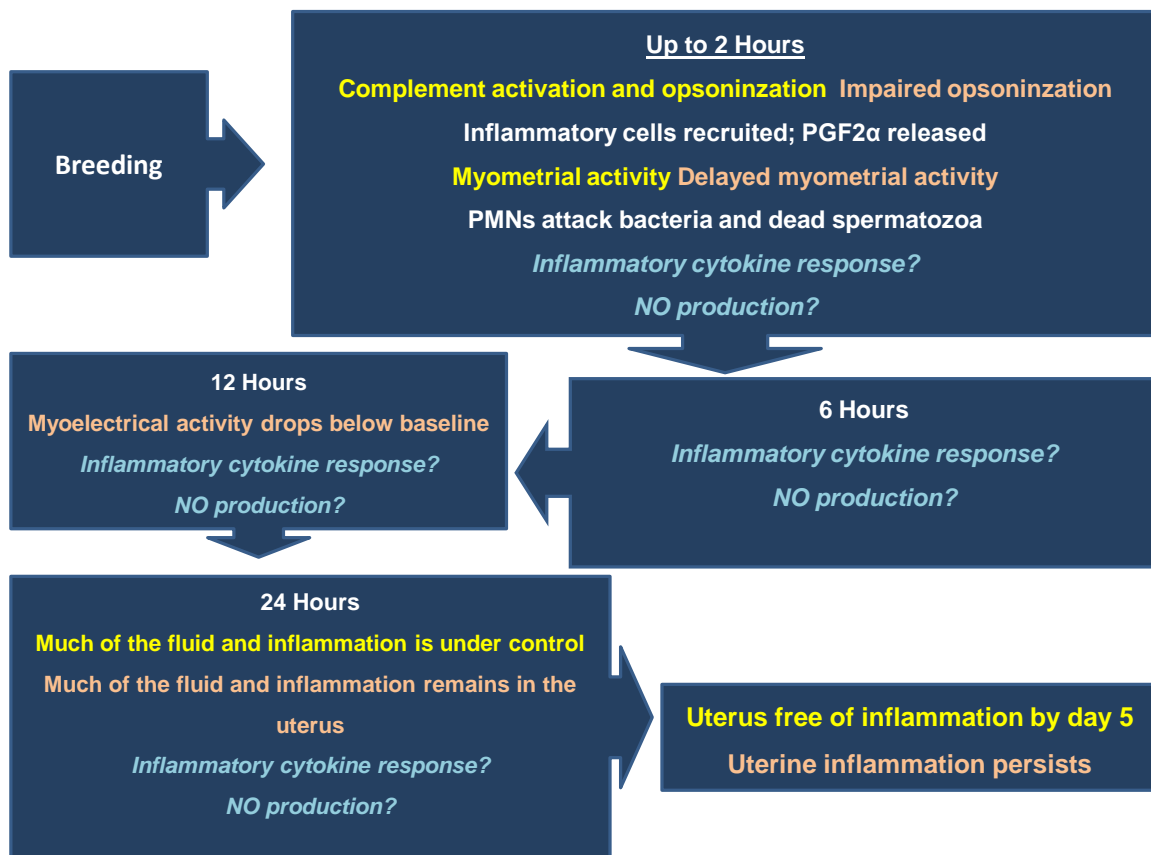 Breeding
Up to 2 Hours
Complement activation and opsoninzation Impaired opsoninzation
Inflammatory cells recruited; PGF2α released
Myometrial activity Delayed myometrial activity
PMNs attack bacteria and dead spermatozoa
Inflammatory cytokine response?
NO production?
6 Hours
Inflammatory cytokine response?
NO production?
12 Hours
Myoelectrical activity drops below baseline
Inflammatory cytokine response?
NO production?
24 Hours
Much of the fluid and inflammation is under control
Much of the fluid and inflammation remains in the
uterus
Inflammatory cytokine response?
NO production?
Uterus free of inflammation by day 5
Uterine inflammation persists